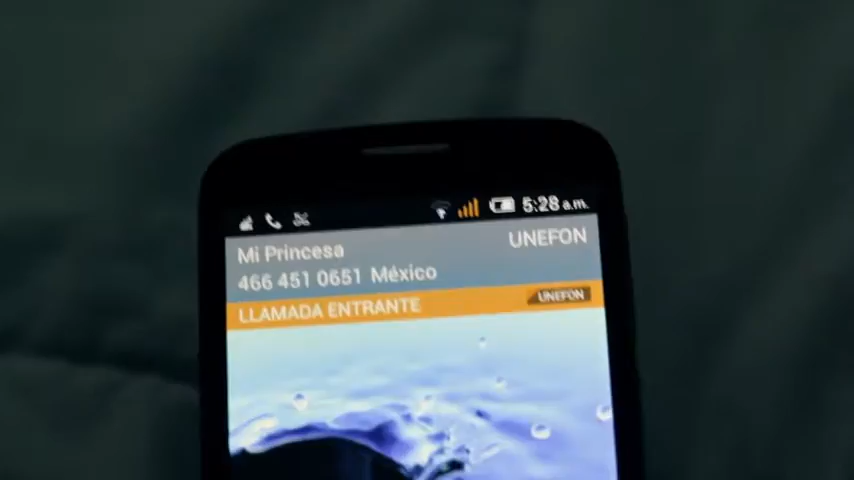 5:28 a.m.
Mi Princesa
UNEFON
466 451 0651 México
LLAMADA ENTRANTE
UNEFON